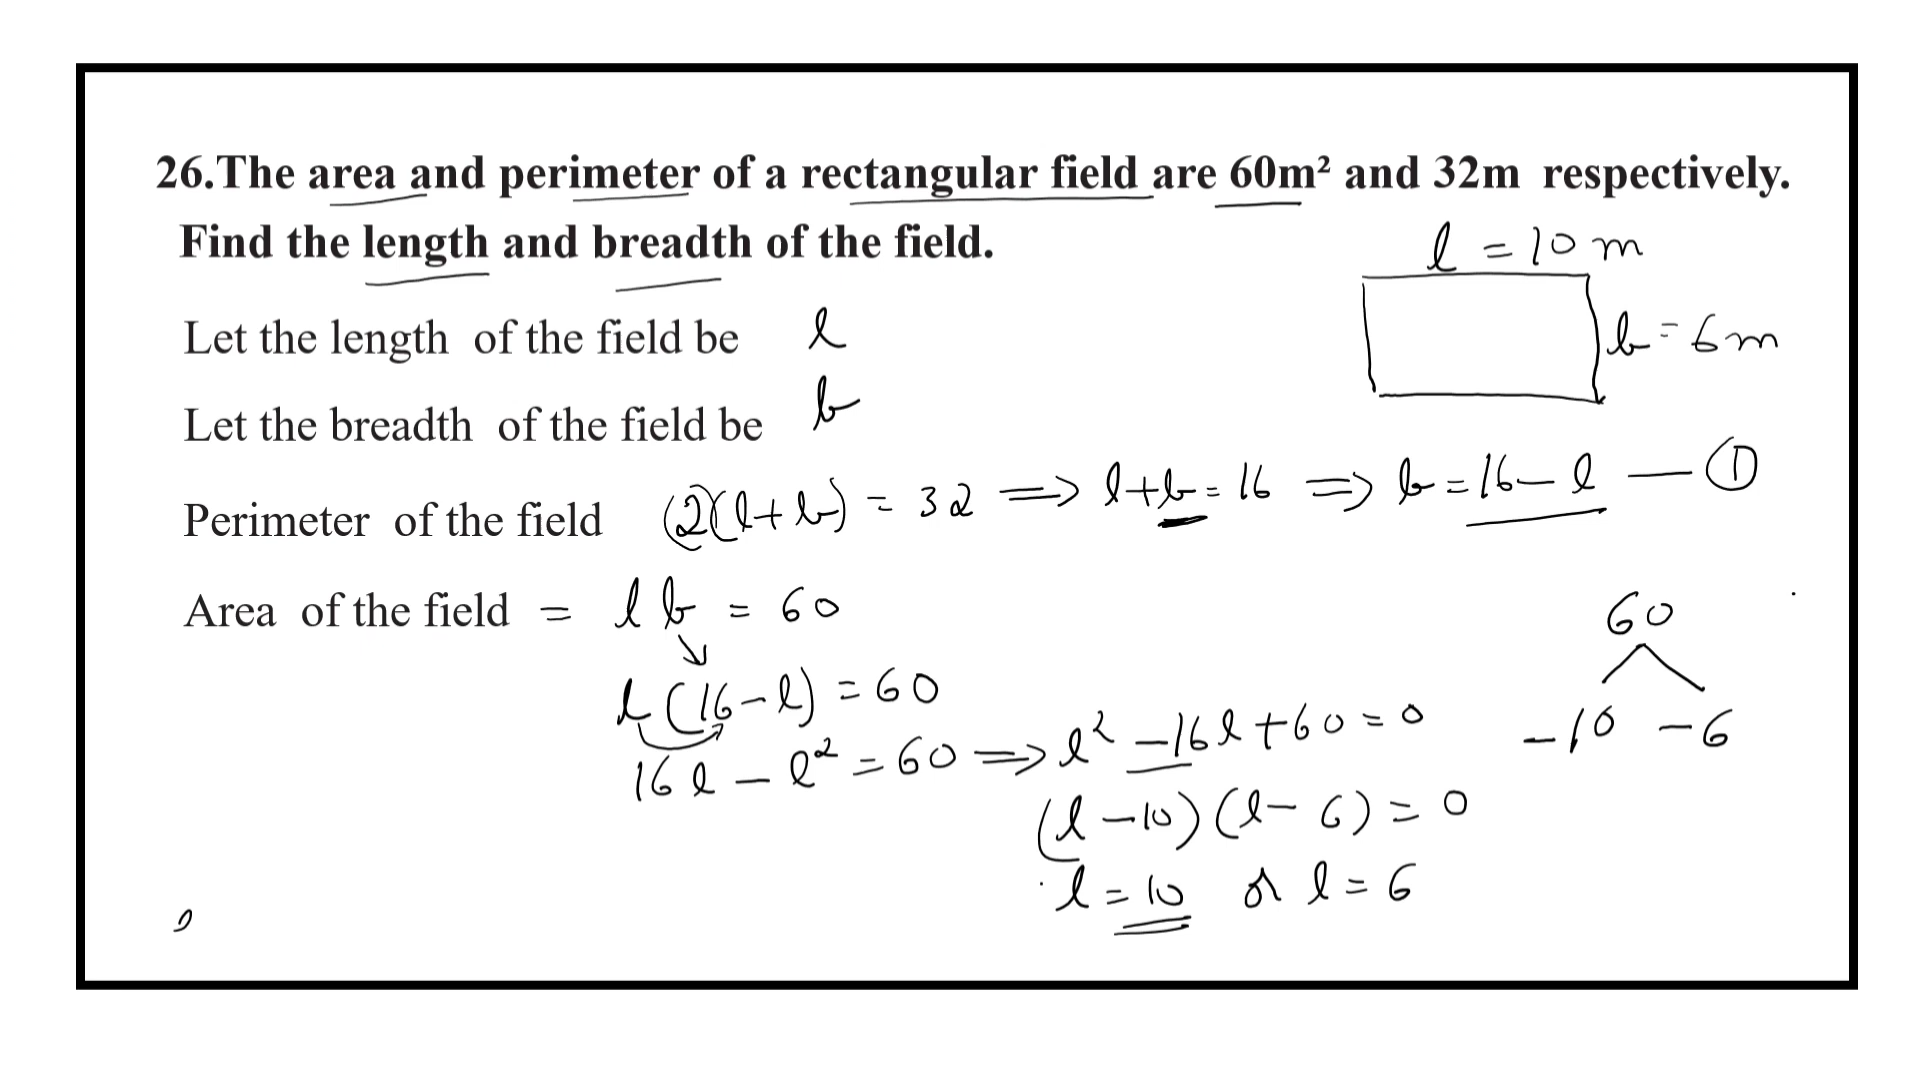 26.The area and perimeter of a rectangular field are 60m² and 32m respectively.
Find the length and breadth of the field.
l = 10 m
b = 6m
Let the length of the field be l
Let the breadth of the field be b
Perimeter of the field (2(l+b) = 32 ⟹ l+b = 16 ⟹ b = 16 – l — ①
Area of the field = l b = 60
l (16 – l) = 60
16 l – l² = 60 ⟹ l² – 16 l + 60 = 0
60
–10 –6
(l – 10) (l – 6) = 0
l = 10 or l = 6